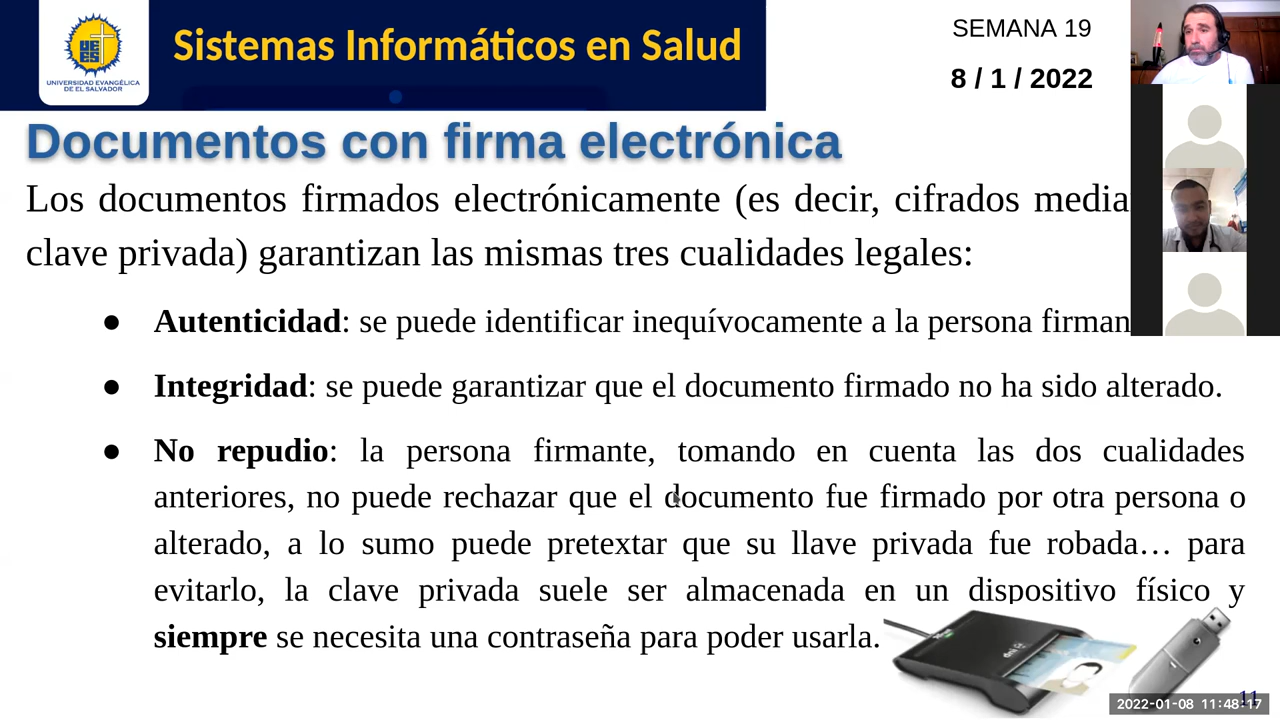 UNIVERSIDAD EVANGÉLICA
DE EL SALVADOR
Sistemas Informáticos en Salud
SEMANA 19
8 / 1 / 2022
Documentos con firma electrónica
Los documentos firmados electrónicamente (es decir, cifrados media
clave privada) garantizan las mismas tres cualidades legales:
● Autenticidad: se puede identificar inequívocamente a la persona firman
● Integridad: se puede garantizar que el documento firmado no ha sido alterado.
● No repudio: la persona firmante, tomando en cuenta las dos cualidades
anteriores, no puede rechazar que el documento fue firmado por otra persona o
alterado, a lo sumo puede pretextar que su llave privada fue robada… para
evitarlo, la clave privada suele ser almacenada en un dispositivo físico y
siempre se necesita una contraseña para poder usarla.
11
2022-01-08 11:48:17